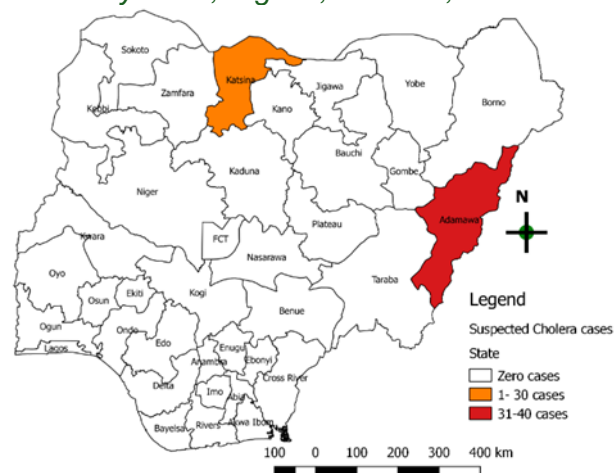 Sokoto
Katsina
Jigawa
Yobe
Borno
Kebbi
Zamfara
Kano
Bauchi
Gombe
Kaduna
Niger
Adamawa
N
Plateau
FCT
Kwara
Nasarawa
Taraba
Oyo
Kogi
Osun
Ekiti
Benue
Ogun
Ondo
Edo
Enugu
Lagos
Anambra
Ebonyi
Cross River
Delta
Imo
Abia
Bayelsa
Rivers
Akwa Ibom
Legend
Suspected Cholera cases
State
Zero cases
1- 30 cases
31-40 cases
100 0 100 200 300 400 km